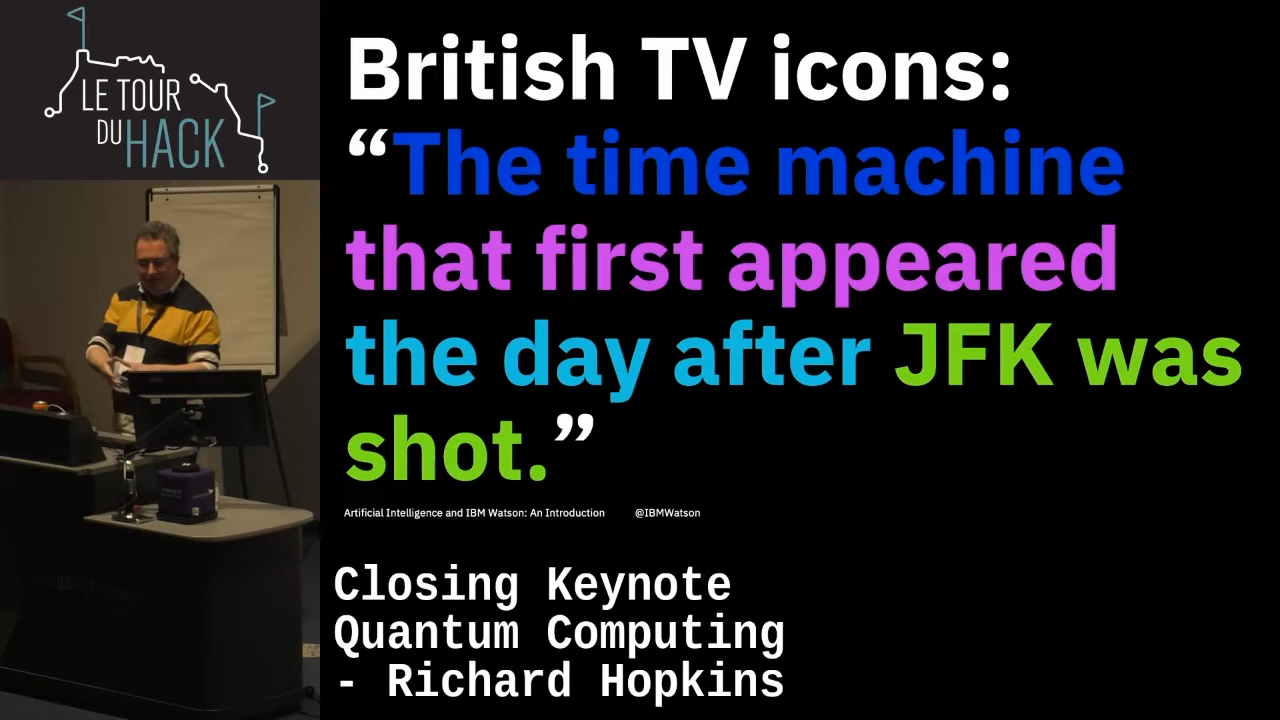 LE TOUR
DU HACK
British TV icons:
“The time machine
that first appeared
the day after JFK was
shot.”
Artificial Intelligence and IBM Watson: An Introduction @IBMWatson
Closing Keynote
Quantum Computing
- Richard Hopkins